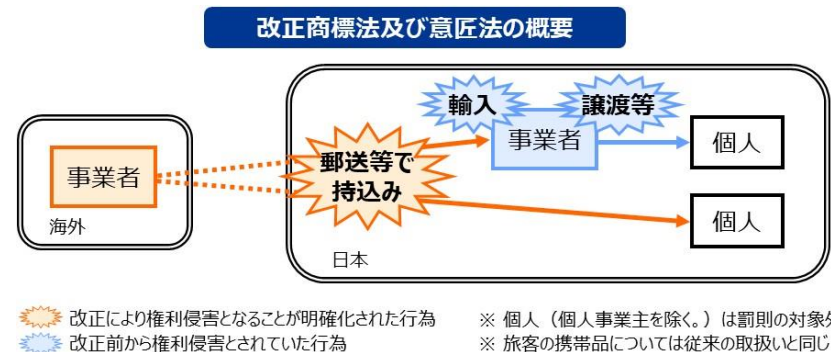 改正商標法及び意匠法の概要
輸入
譲渡等
事業者
個人
郵送等で
持込み
事業者
海外
個人
日本
改正により権利侵害となることが明確化された行為
※ 個人（個人事業主を除く。）は罰則の対象外
改正前から権利侵害とされていた行為
※ 旅客の携帯品については従来の取扱いと同じ